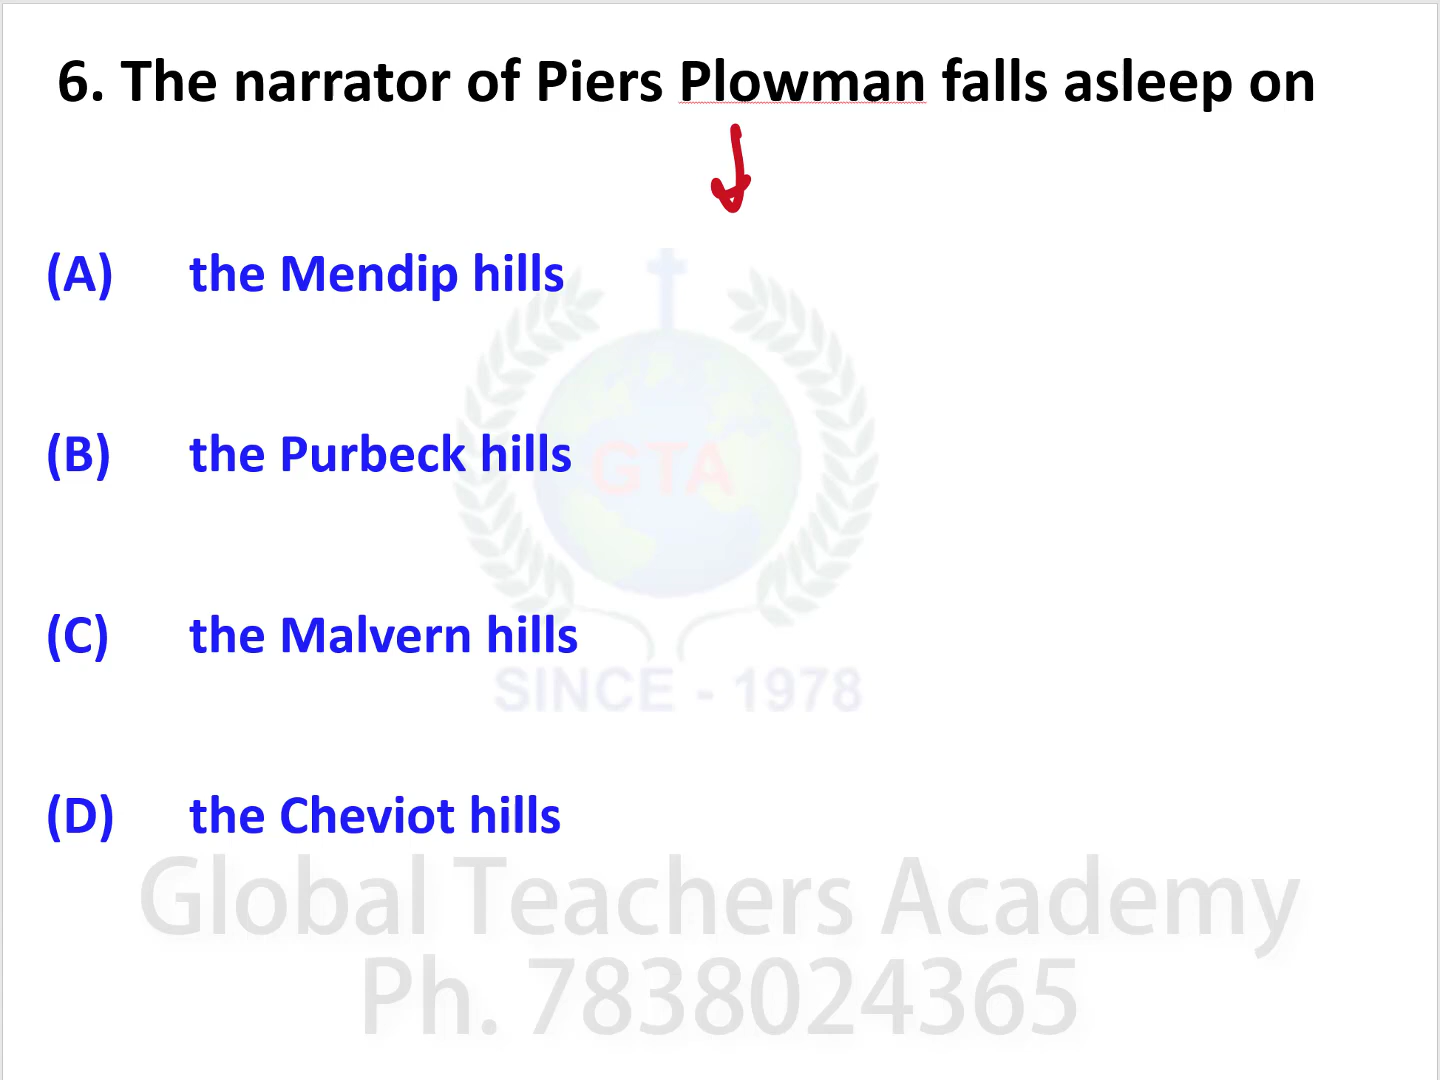 6. The narrator of Piers Plowman falls asleep on
(A) the Mendip hills
(B) the Purbeck hills
GTA
(C) the Malvern hills
SINCE - 1978
(D) the Cheviot hills
Global Teachers Academy
Ph. 7838024365